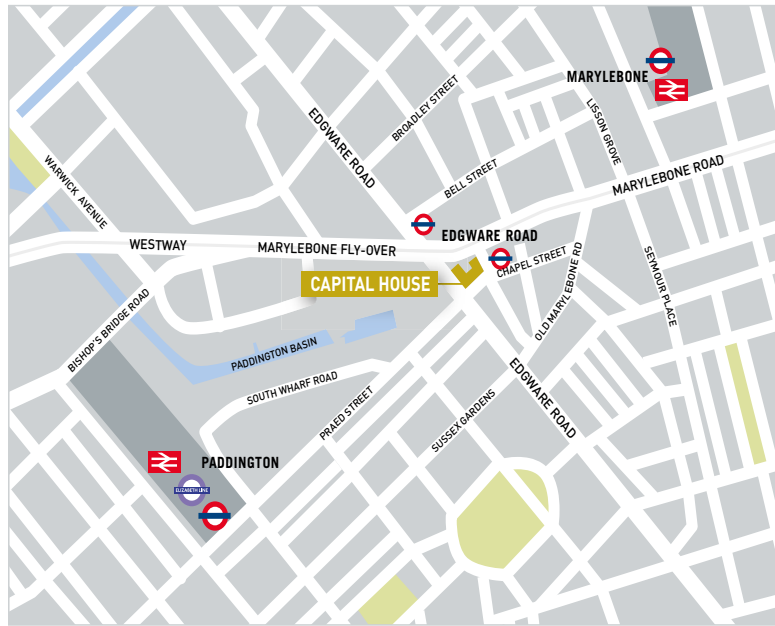 MARYLEBONE
BROADLEY STREET
EDGWARE ROAD
LISSON GROVE
BELL STREET
MARYLEBONE ROAD
WARWICK AVENUE
WESTWAY
MARYLEBONE FLY-OVER
EDGWARE ROAD
CHAPEL STREET
CAPITAL HOUSE
OLD MARYLEBONE RD
SEYMOUR PLACE
BISHOP'S BRIDGE ROAD
PADDINGTON BASIN
SOUTH WHARF ROAD
PRAED STREET
SUSSEX GARDENS
EDGWARE ROAD
PADDINGTON
ELIZABETH LINE